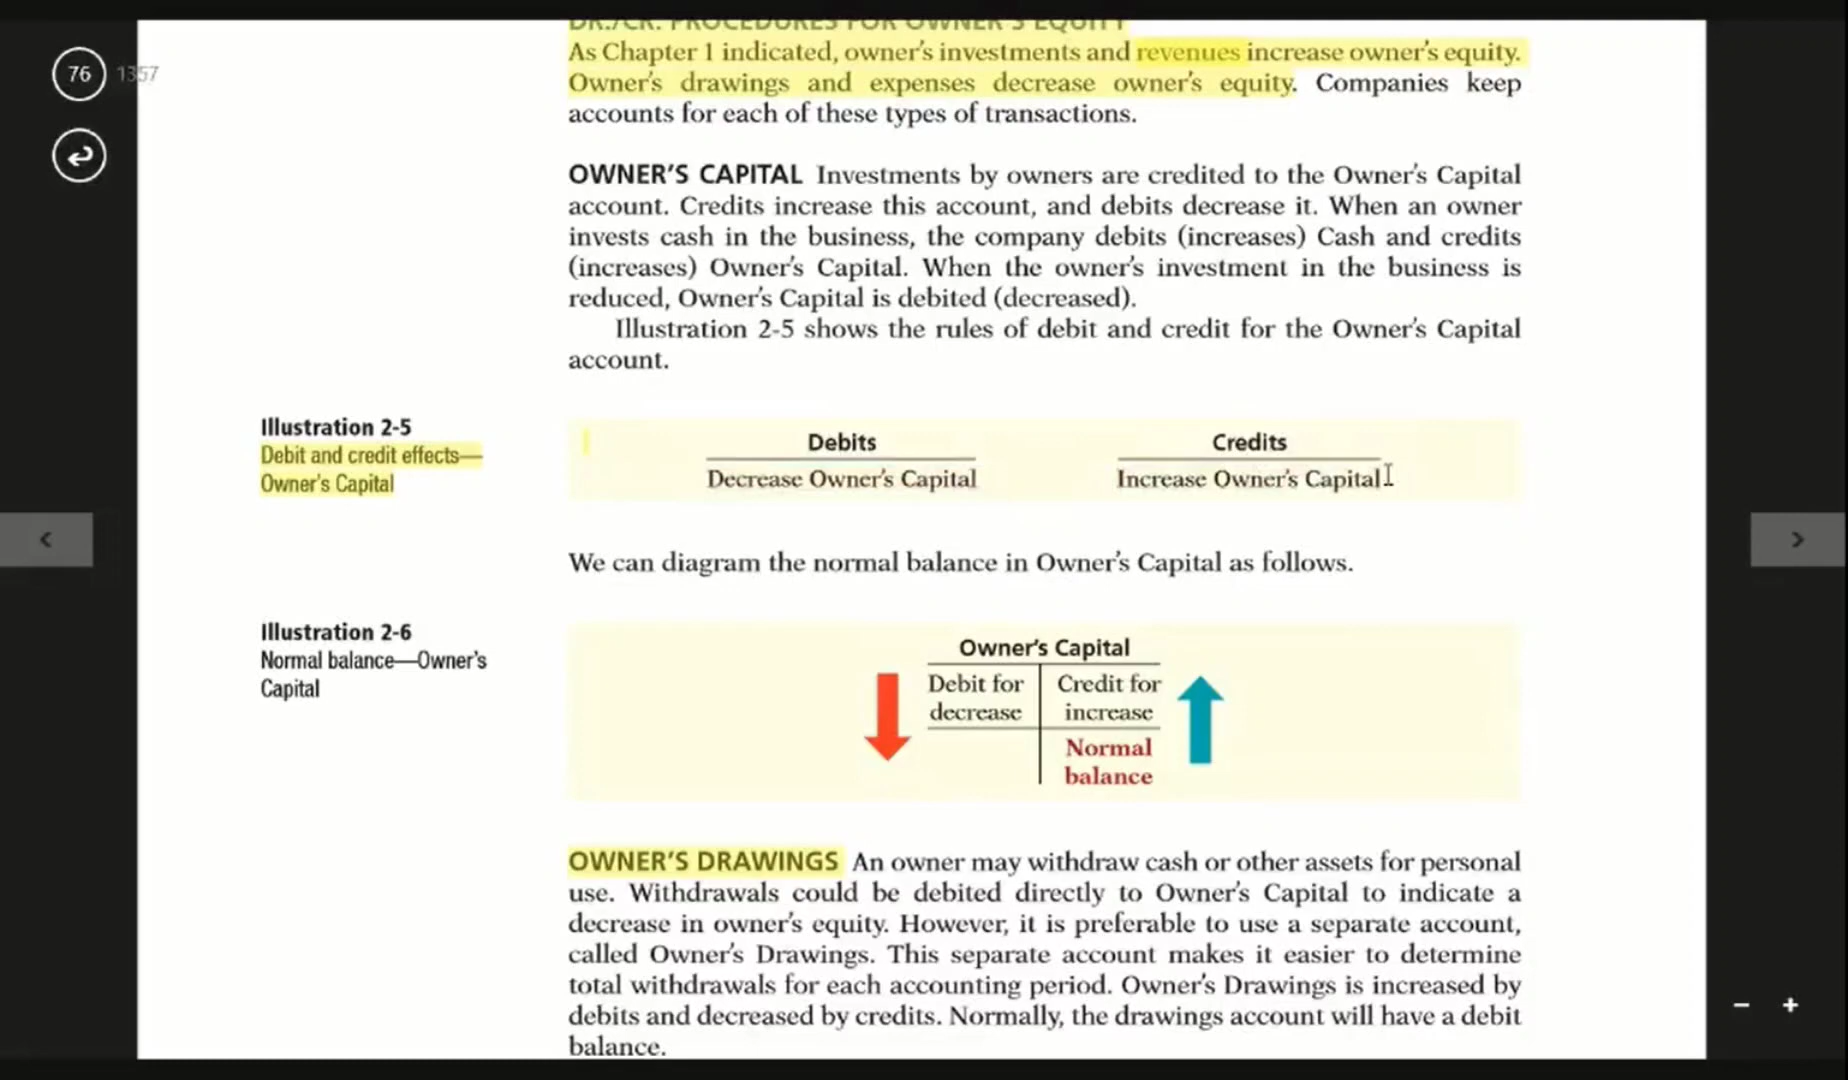 76 1357
DR./CR. PROCEDURES FOR OWNER'S EQUITY
As Chapter 1 indicated, owner's investments and revenues increase owner's equity.
Owner's drawings and expenses decrease owner's equity. Companies keep
accounts for each of these types of transactions.
OWNER'S CAPITAL Investments by owners are credited to the Owner's Capital
account. Credits increase this account, and debits decrease it. When an owner
invests cash in the business, the company debits (increases) Cash and credits
(increases) Owner's Capital. When the owner's investment in the business is
reduced, Owner's Capital is debited (decreased).
Illustration 2-5 shows the rules of debit and credit for the Owner's Capital
account.
Illustration 2-5
Debit and credit effects—
Owner's Capital
Debits Credits
Decrease Owner's Capital Increase Owner's Capital
We can diagram the normal balance in Owner's Capital as follows.
Illustration 2-6
Normal balance—Owner's
Capital
Owner's Capital
Debit for Credit for
decrease increase
Normal
balance
OWNER'S DRAWINGS An owner may withdraw cash or other assets for personal
use. Withdrawals could be debited directly to Owner's Capital to indicate a
decrease in owner's equity. However, it is preferable to use a separate account,
called Owner's Drawings. This separate account makes it easier to determine
total withdrawals for each accounting period. Owner's Drawings is increased by
debits and decreased by credits. Normally, the drawings account will have a debit
balance.